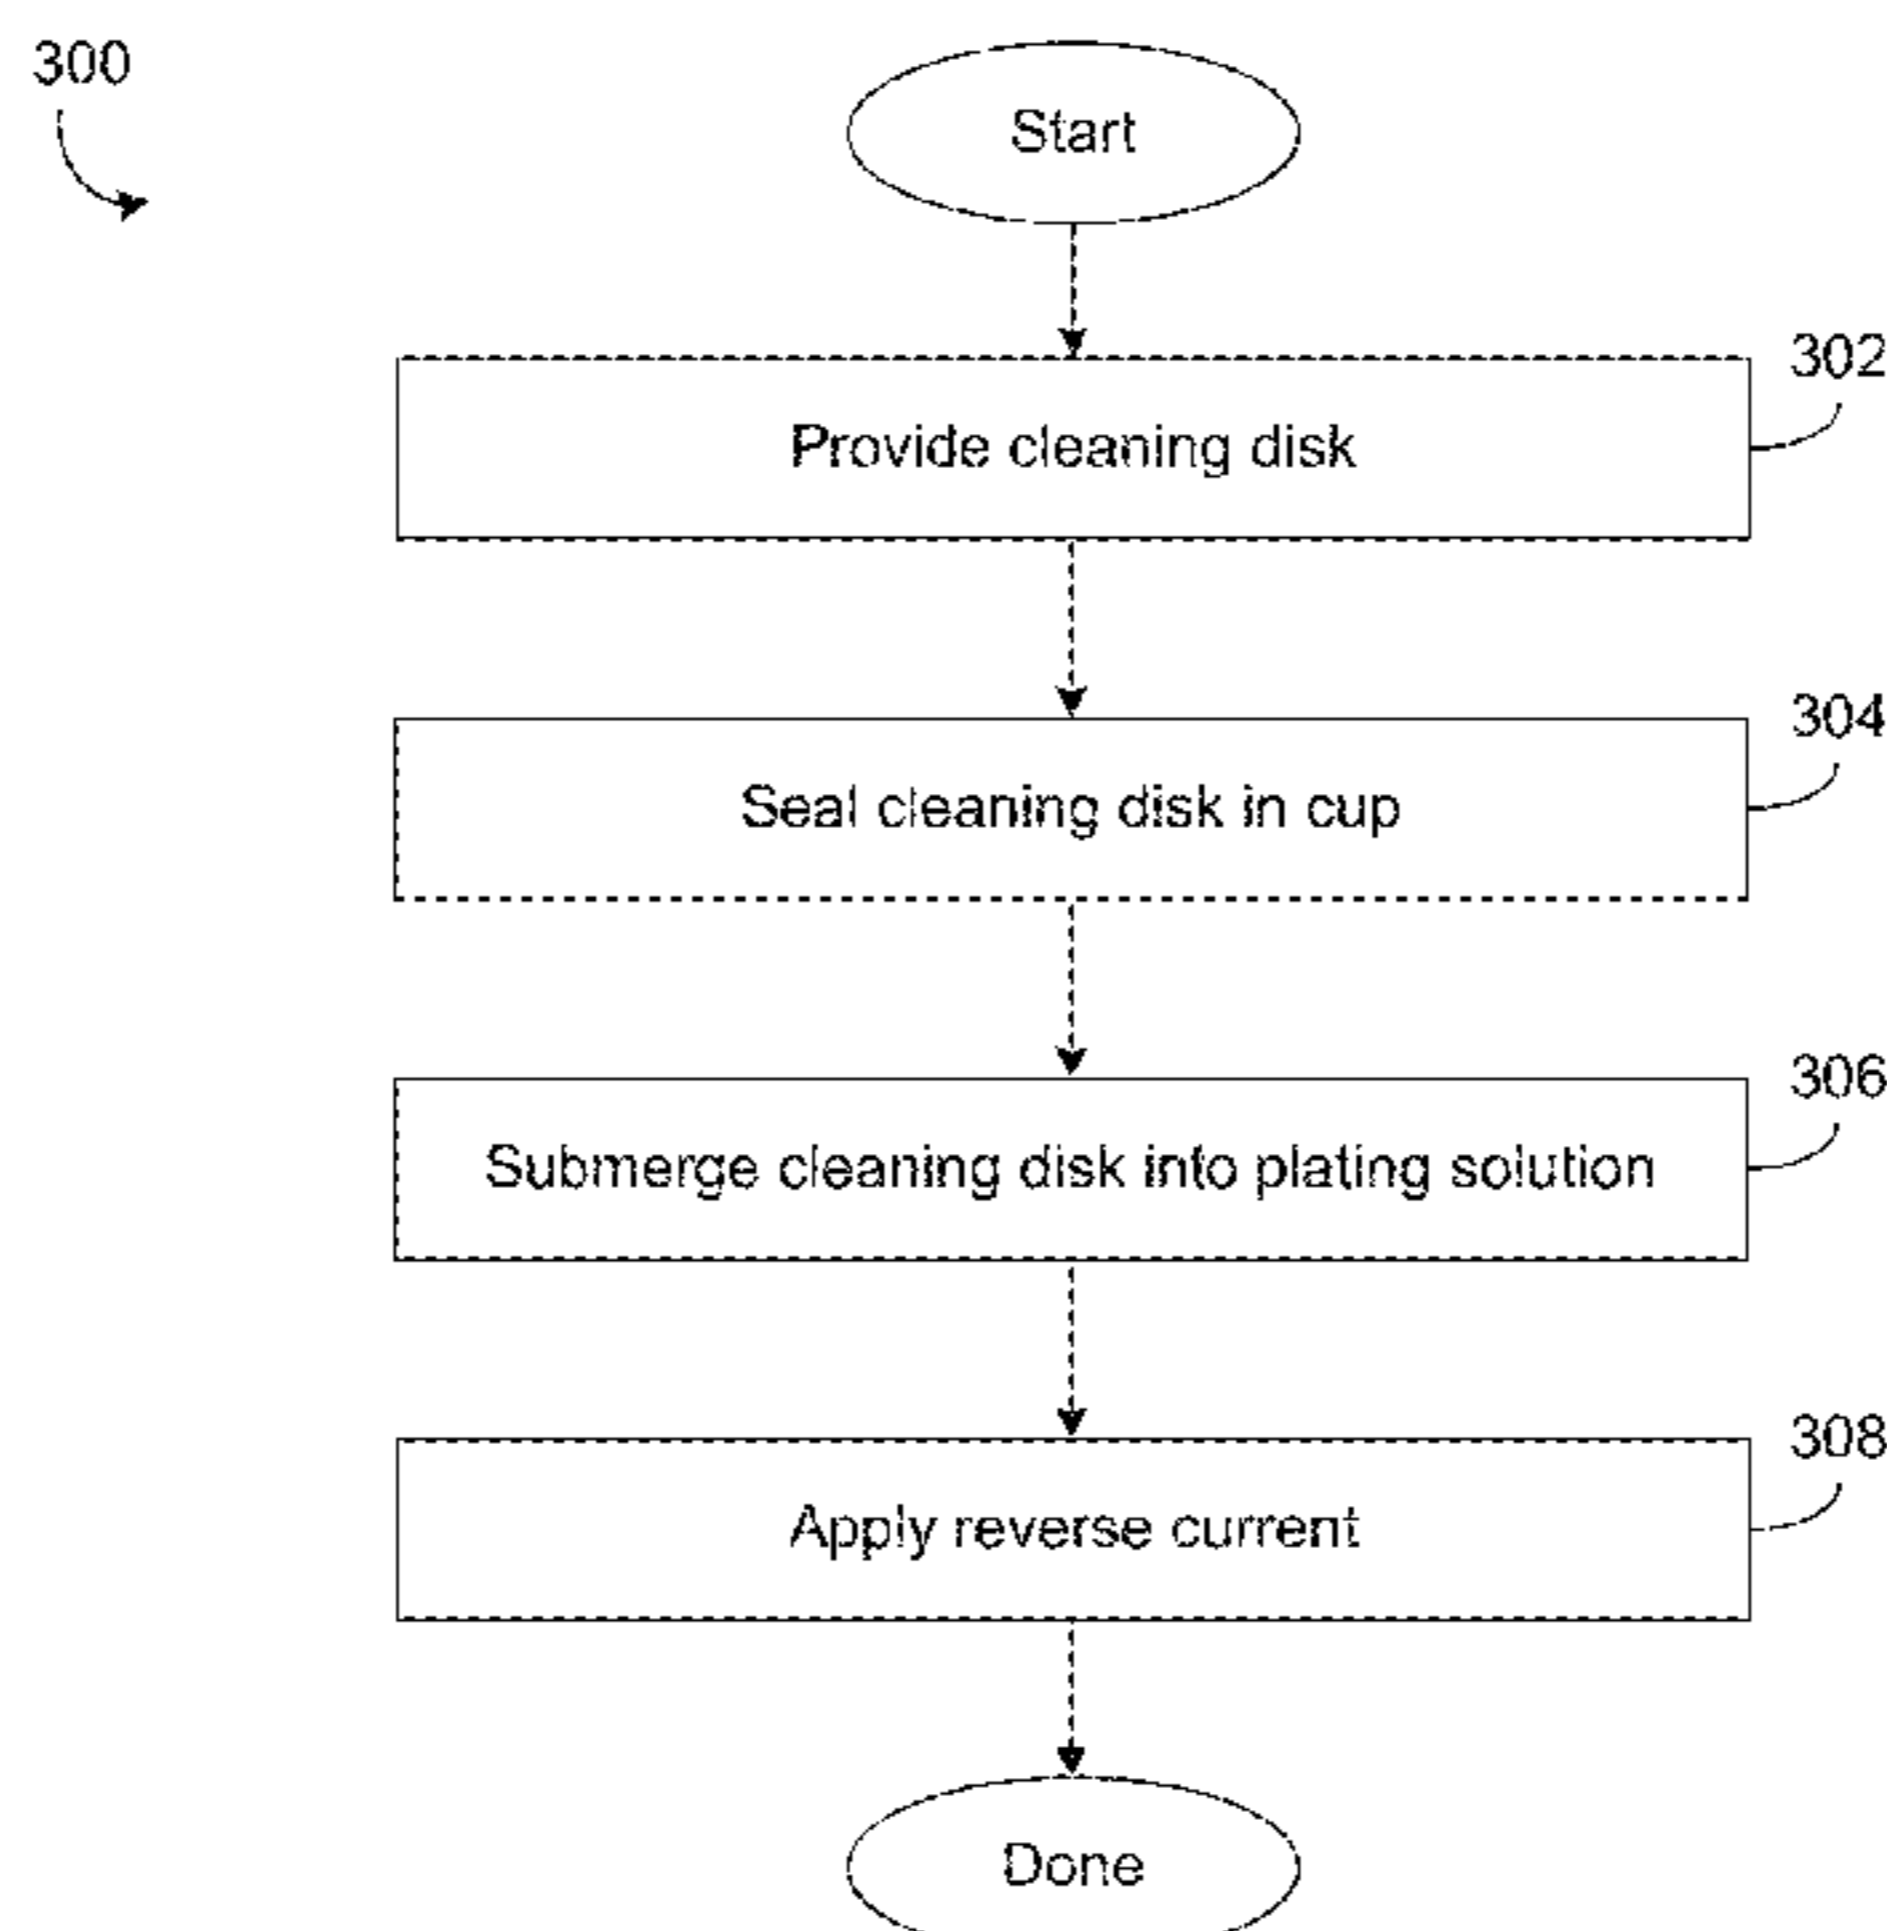 300
Start
302
Provide cleaning disk
304
Seal cleaning disk in cup
306
Submerge cleaning disk into plating solution
308
Apply reverse current
Done